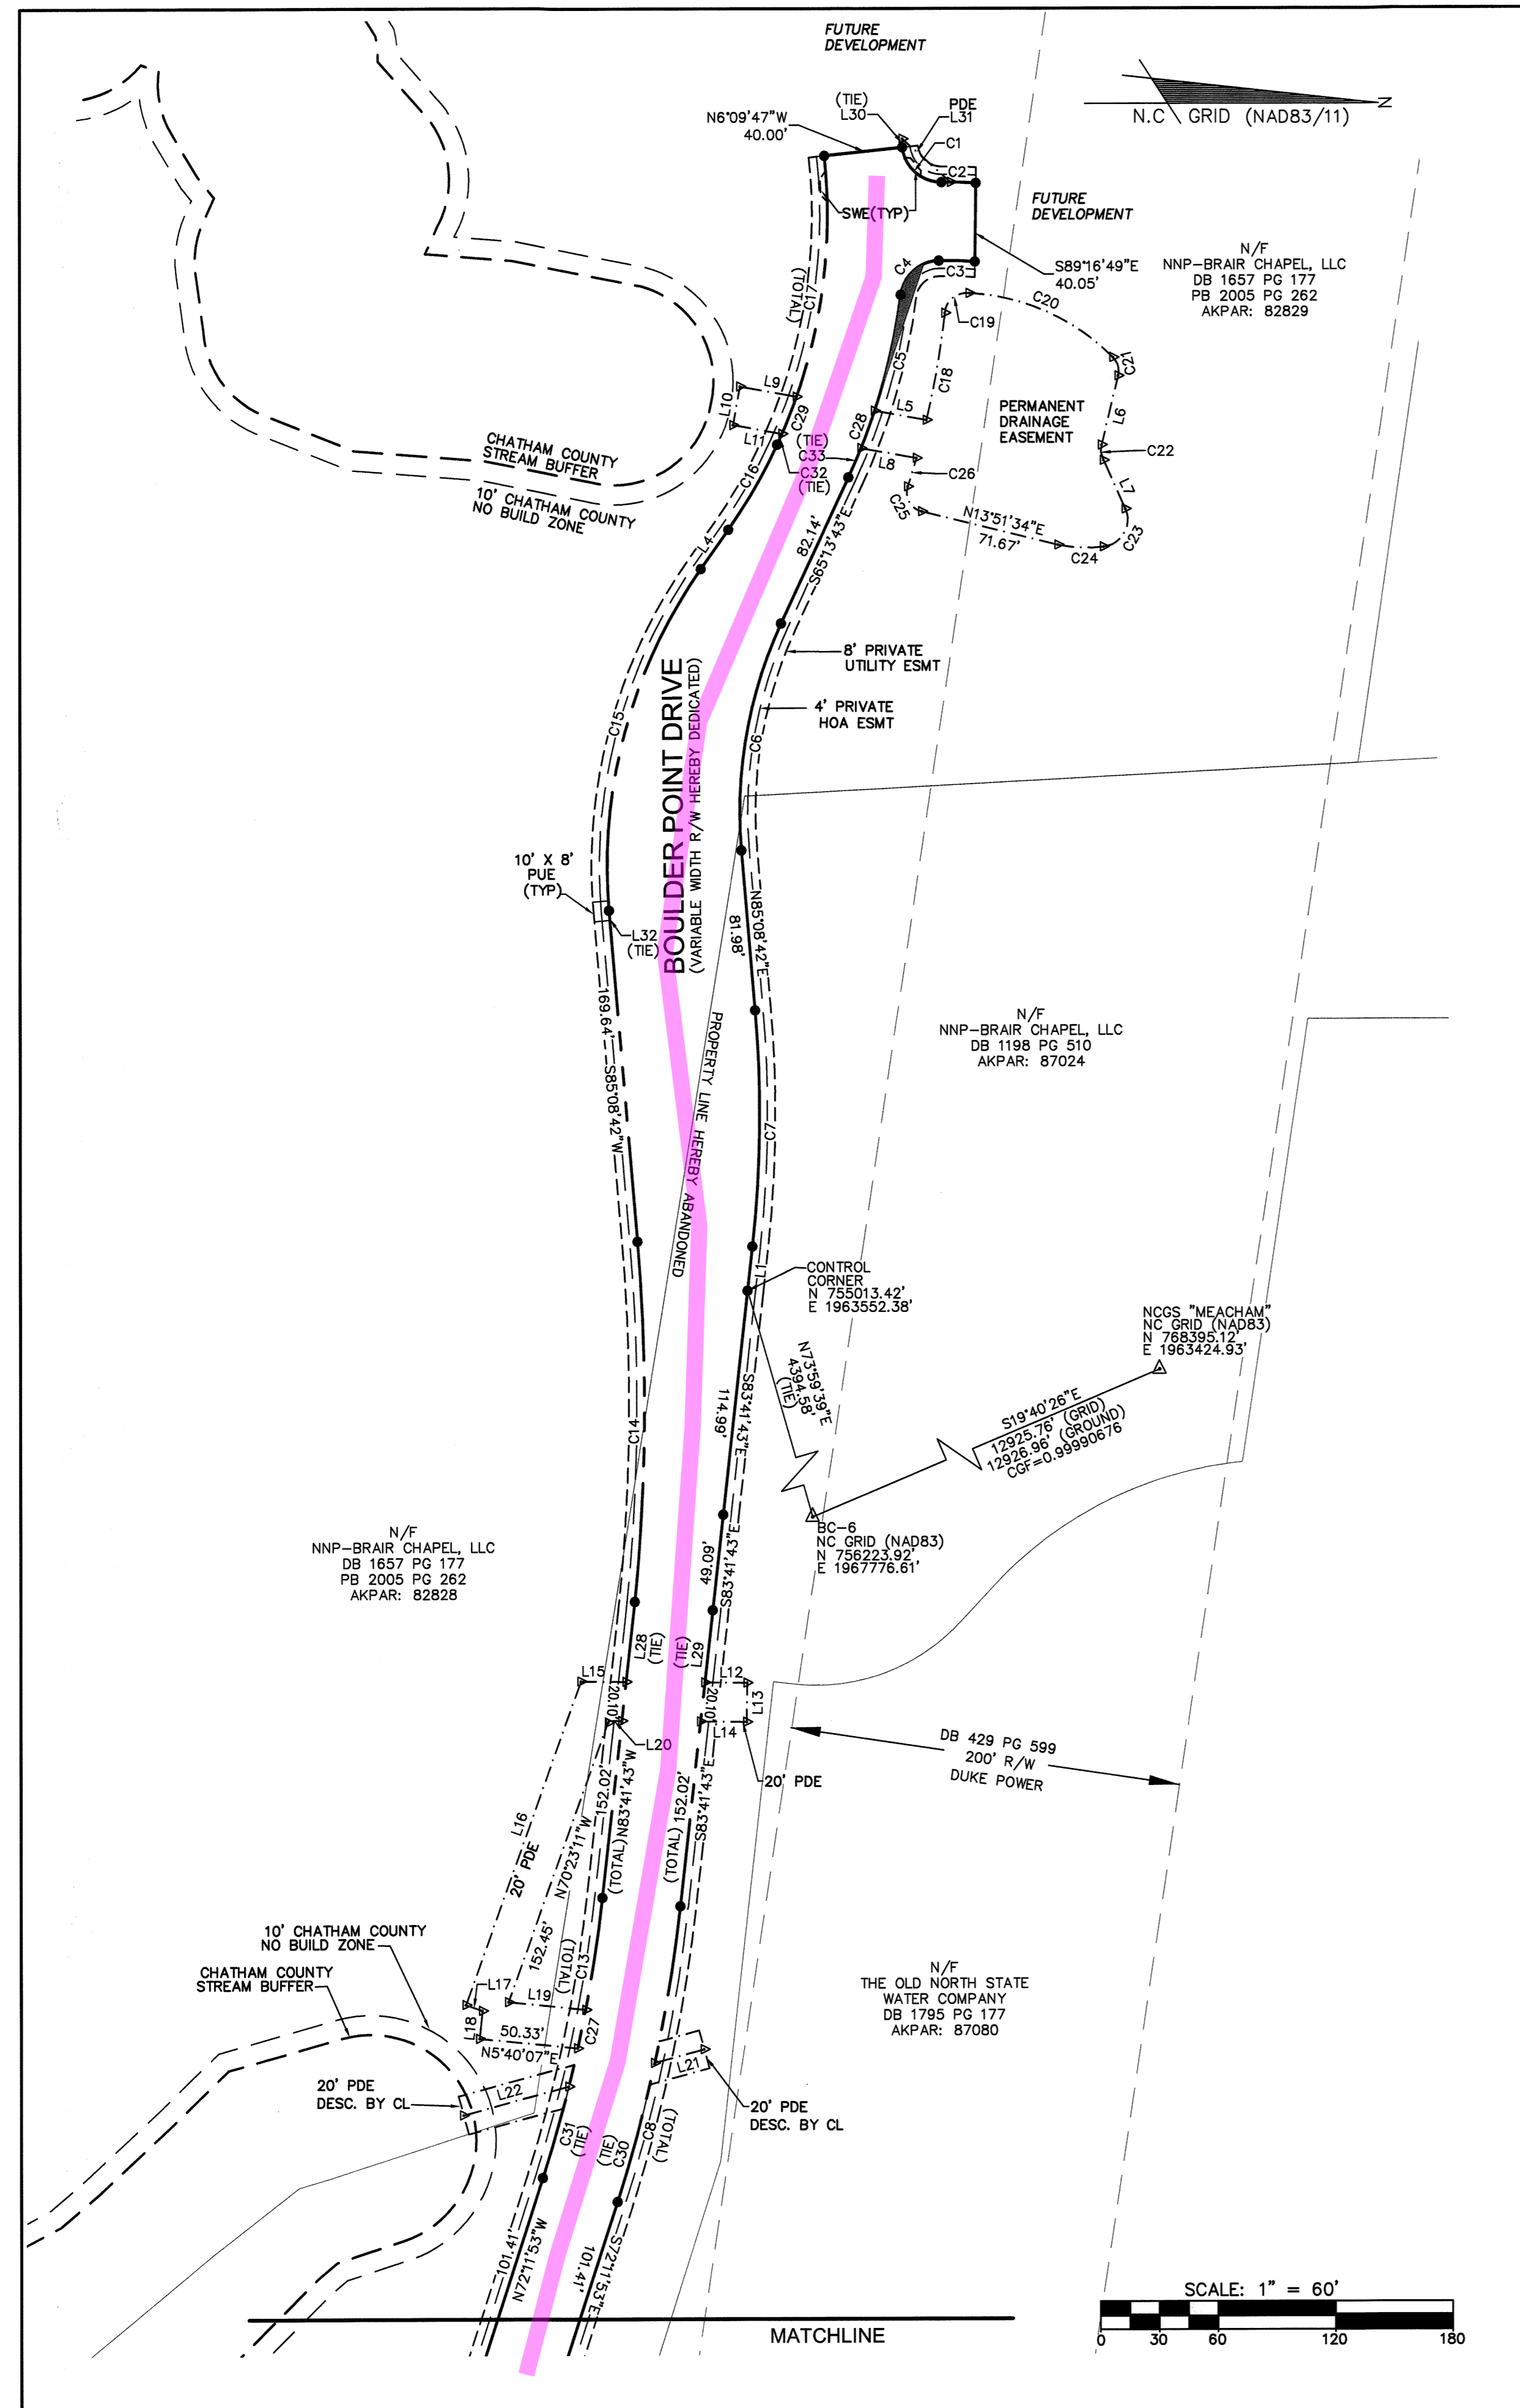 FUTURE
DEVELOPMENT
N.C GRID (NAD83/11)
Z
(TIE)
L30
PDE
L31
N6°09'47"W
40.00'
C1
C2
SWE(TYP)
FUTURE
DEVELOPMENT
S89°16'49"E
40.05'
N/F
NNP-BRAIR CHAPEL, LLC
DB 1657 PG 177
PB 2005 PG 262
AKPAR: 82829
C3
C4
C17
(TOTAL)
C20
C19
C21
C5
C18
L9
L10
L11
C29
L5
L6
PERMANENT
DRAINAGE
EASEMENT
C28
(TIE)
C33
C32
(TIE)
L8
C22
C26
L7
C25
N13°51'34"E
71.67'
C24
C23
CHATHAM COUNTY
STREAM BUFFER
10' CHATHAM COUNTY
NO BUILD ZONE
C16
L4
82.14'
S65°13'43"E
8' PRIVATE
UTILITY ESMT
4' PRIVATE
HOA ESMT
C15
C6
BOULDER POINT DRIVE
(VARIABLE WIDTH R/W HEREBY DEDICATED)
10' X 8'
PUE
(TYP)
L32
(TIE)
N85°08'42"E
81.98'
169.64'
S85°08'42"W
PROPERTY LINE HEREBY ABANDONED
N/F
NNP-BRAIR CHAPEL, LLC
DB 1198 PG 510
AKPAR: 87024
C7
L1
CONTROL
CORNER
N 755013.42'
E 1963552.38'
N73°59'39"E
4394.58'
(TIE)
NCGS "MEACHAM"
NC GRID (NAD83)
N 768395.12'
E 1963424.93'
S19°40'26"E
12925.76' (GRID)
12926.96' (GROUND)
CGF=0.99990676
114.99'
S83°41'43"E
C14
BC-6
NC GRID (NAD83)
N 756223.92'
E 1967776.61'
N/F
NNP-BRAIR CHAPEL, LLC
DB 1657 PG 177
PB 2005 PG 262
AKPAR: 82828
49.09'
S83°41'43"E
L28
(TIE)
(TIE)
L29
L15
L12
20.10'
20.10'
L13
L14
L20
20' PDE
DB 429 PG 599
200' R/W
DUKE POWER
L16
20' PDE
N70°23'11"W
152.45'
(TOTAL) N83°41'43"W
152.02'
(TOTAL) 152.02'
S83°41'43"E
10' CHATHAM COUNTY
NO BUILD ZONE
CHATHAM COUNTY
STREAM BUFFER
(TOTAL)
C13
L17
L19
L18
50.33'
N5°40'07"E
C27
N/F
THE OLD NORTH STATE
WATER COMPANY
DB 1795 PG 177
AKPAR: 87080
L21
20' PDE
DESC. BY CL
L22
20' PDE
DESC. BY CL
C31
(TIE)
(TIE)
C30
C8
(TOTAL)
101.41'
N72°11'53"W
101.41'
S72°11'53"E
MATCHLINE
SCALE: 1" = 60'
0 30 60 120 180